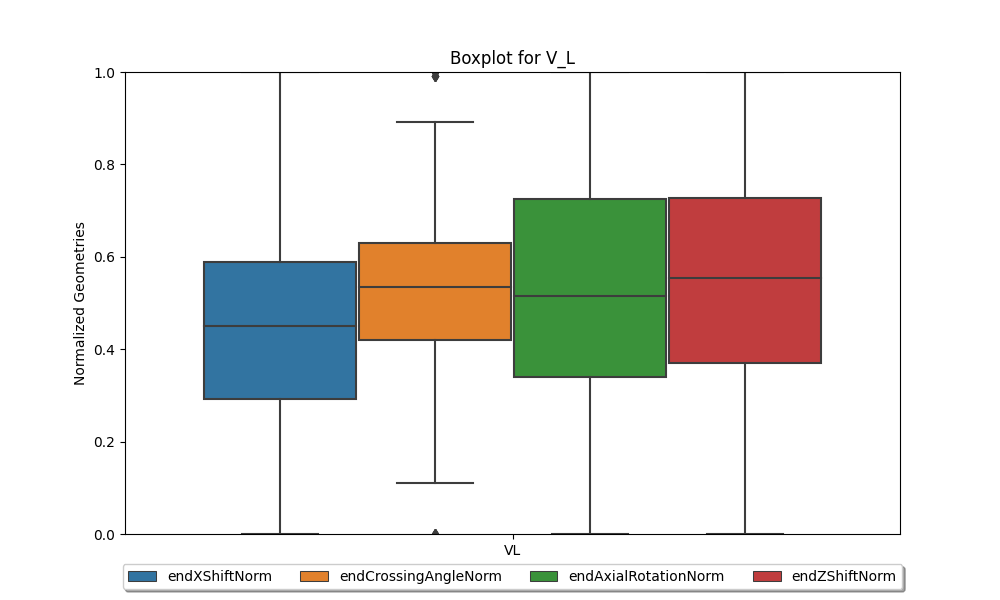 Boxplot for V_L
Normalized Geometries
1.0
0.8
0.6
0.4
0.2
0.0
VL
endXShiftNorm endCrossingAngleNorm endAxialRotationNorm endZShiftNorm